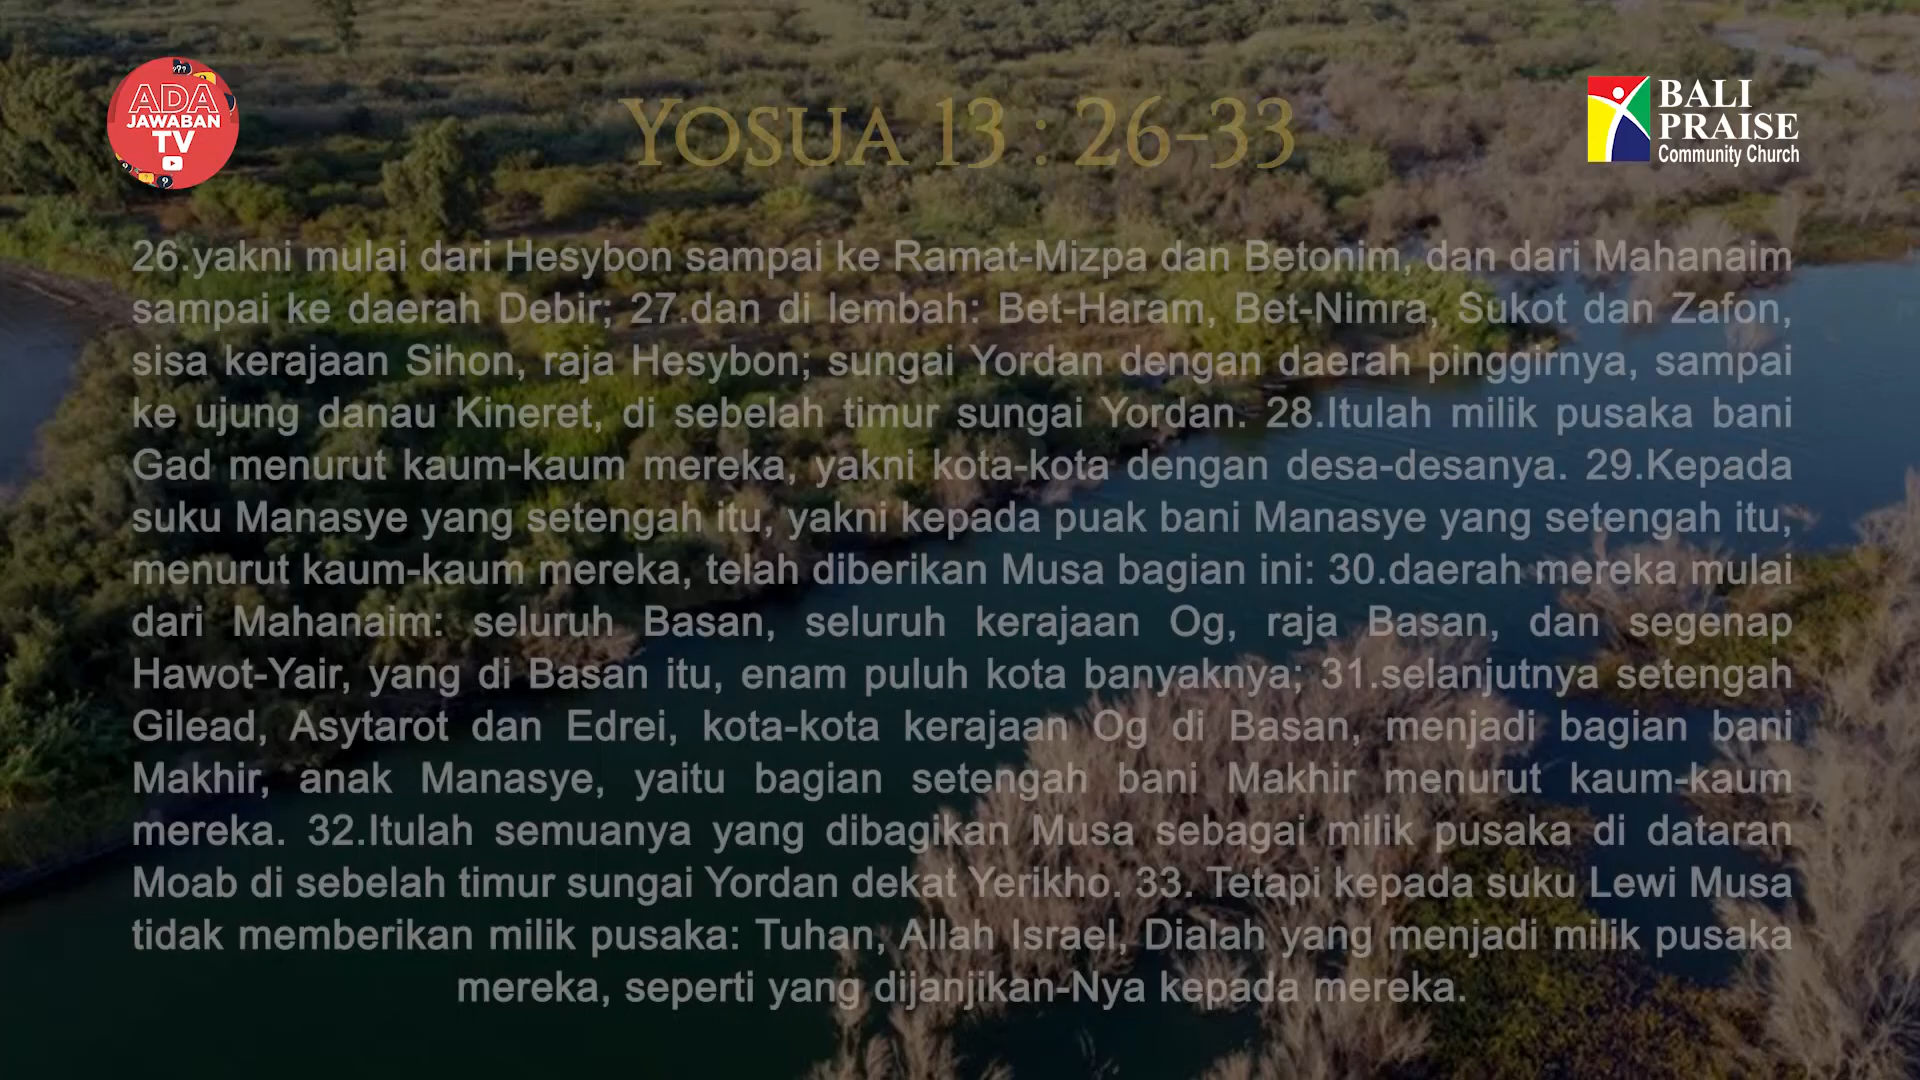 ADA
JAWABAN
TV
Yosua 13 : 26-33
BALI
PRAISE
Community Church
26.yakni mulai dari Hesybon sampai ke Ramat-Mizpa dan Betonim, dan dari Mahanaim
sampai ke daerah Debir; 27.dan di lembah: Bet-Haram, Bet-Nimra, Sukot dan Zafon,
sisa kerajaan Sihon, raja Hesybon; sungai Yordan dengan daerah pinggirnya, sampai
ke ujung danau Kineret, di sebelah timur sungai Yordan. 28.Itulah milik pusaka bani
Gad menurut kaum-kaum mereka, yakni kota-kota dengan desa-desanya. 29.Kepada
suku Manasye yang setengah itu, yakni kepada puak bani Manasye yang setengah itu,
menurut kaum-kaum mereka, telah diberikan Musa bagian ini: 30.daerah mereka mulai
dari Mahanaim: seluruh Basan, seluruh kerajaan Og, raja Basan, dan segenap
Hawot-Yair, yang di Basan itu, enam puluh kota banyaknya; 31.selanjutnya setengah
Gilead, Asytarot dan Edrei, kota-kota kerajaan Og di Basan, menjadi bagian bani
Makhir, anak Manasye, yaitu bagian setengah bani Makhir menurut kaum-kaum
mereka. 32.Itulah semuanya yang dibagikan Musa sebagai milik pusaka di dataran
Moab di sebelah timur sungai Yordan dekat Yerikho. 33. Tetapi kepada suku Lewi Musa
tidak memberikan milik pusaka: Tuhan, Allah Israel, Dialah yang menjadi milik pusaka
mereka, seperti yang dijanjikan-Nya kepada mereka.